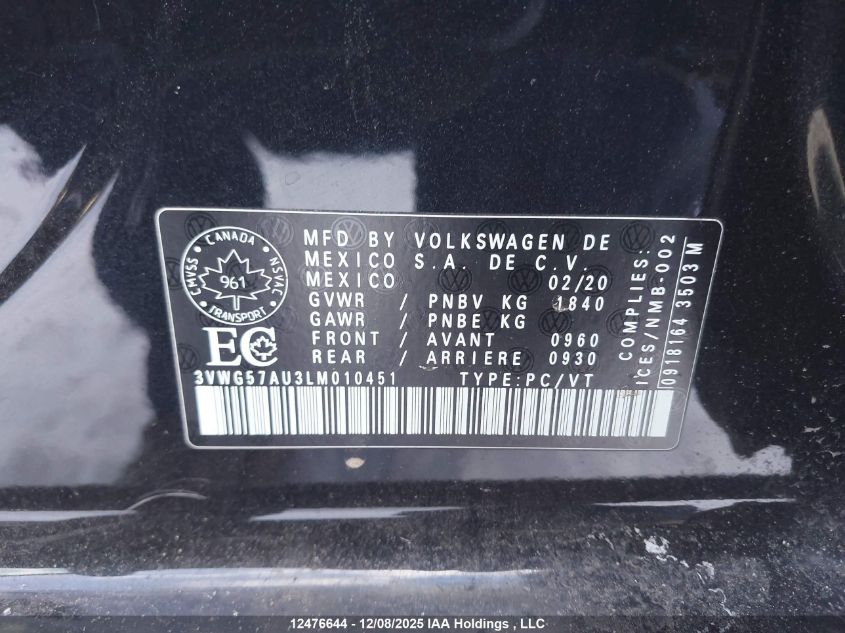 CANADA
CMVSS
NSVAC
961
TRANSPORT
EC
MFD BY VOLKSWAGEN DE
MEXICO S.A. DE C.V.
MEXICO 02/20
GVWR / PNBV KG 1840
GAWR / PNBE KG
FRONT / AVANT 0960
REAR / ARRIERE 0930
3VWG57AU3LM010451 TYPE:PC/VT
COMPLIES:
ICES/NMB-002
0918164 3503M
12476644 - 12/08/2025 IAA Holdings , LLC